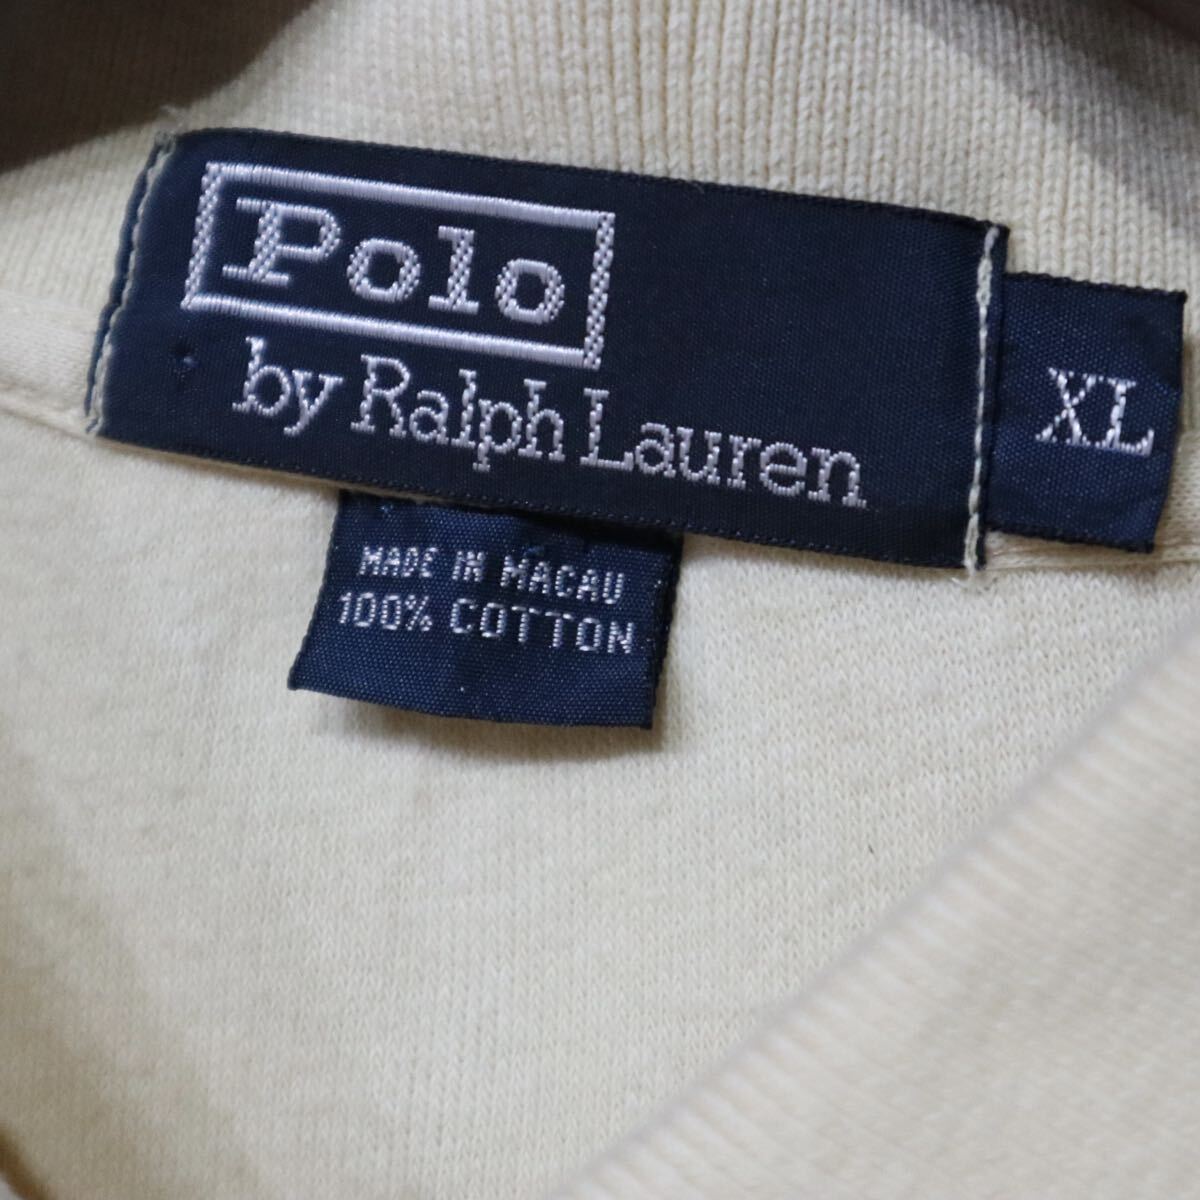 Polo
by Ralph Lauren
XL
MADE IN MACAU
100% COTTON